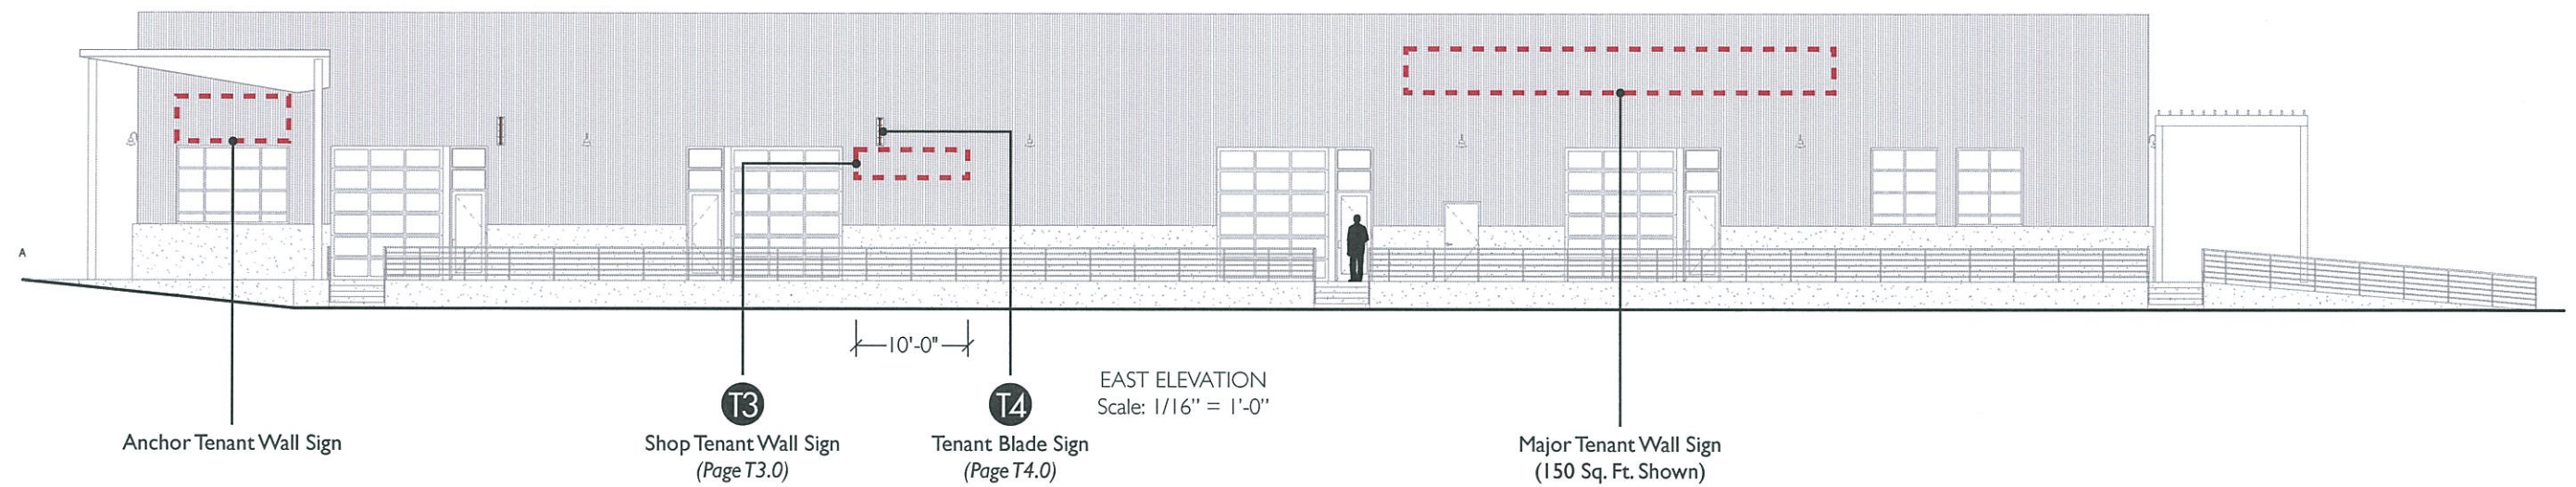 A
10'-0"
EAST ELEVATION
Scale: 1/16” = 1’-0”
T3
T4
Anchor Tenant Wall Sign
Shop Tenant Wall Sign
(Page T3.0)
Tenant Blade Sign
(Page T4.0)
Major Tenant Wall Sign
(150 Sq. Ft. Shown)